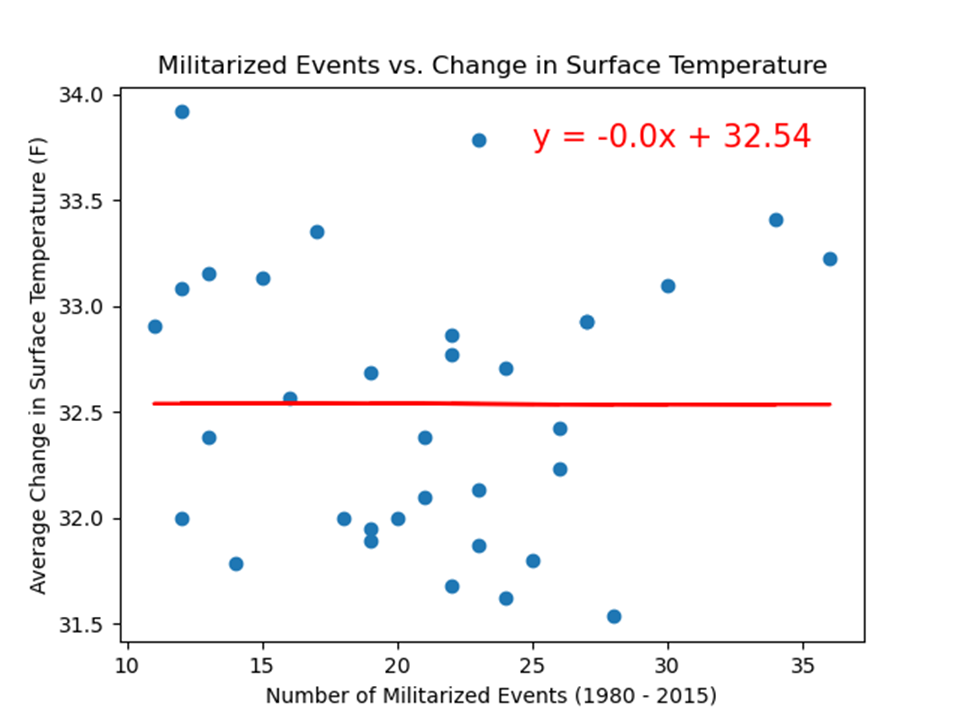 Militarized Events vs. Change in Surface Temperature
y = -0.0x + 32.54
Average Change in Surface Temperature (F)
34.0
33.5
33.0
32.5
32.0
31.5
10 15 20 25 30 35
Number of Militarized Events (1980 - 2015)